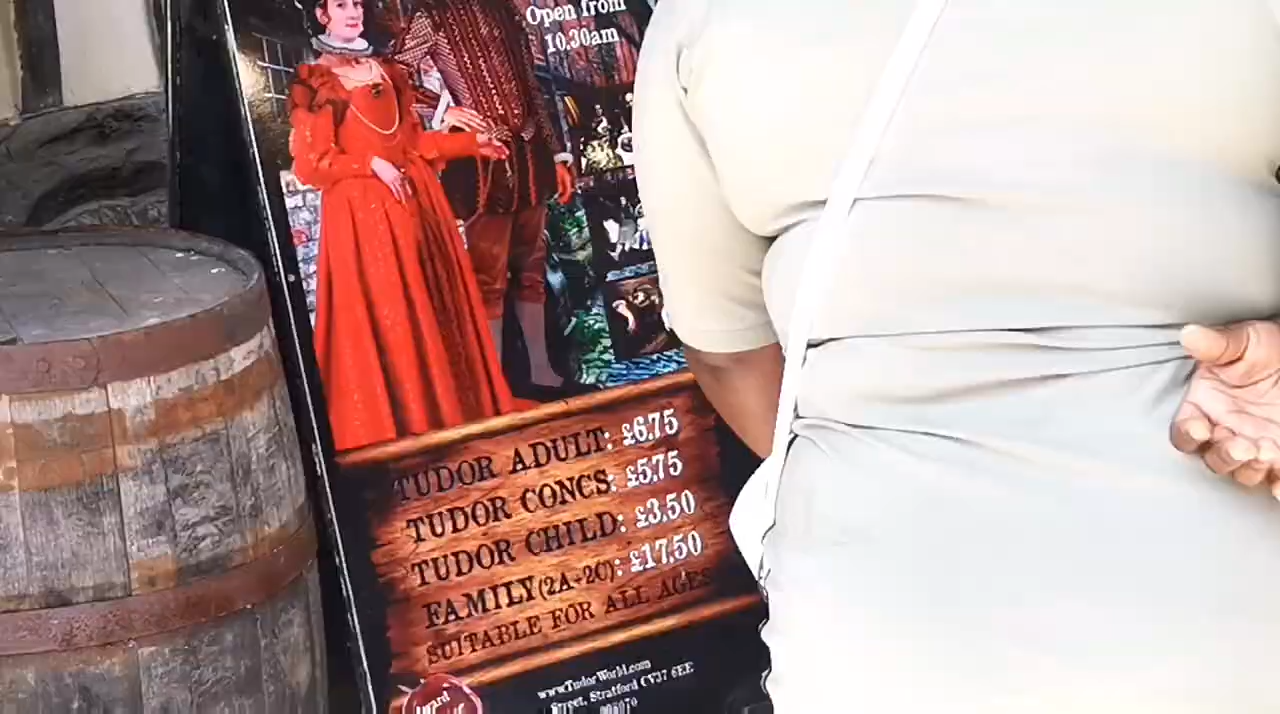 Open from
10.30am
TUDOR ADULT: £6.75
TUDOR CONCS: £5.75
TUDOR CHILD: £3.50
FAMILY (2A+2C): £17.50
SUITABLE FOR ALL AGES
www.TudorWorld.com
Street, Stratford CV37 6EE